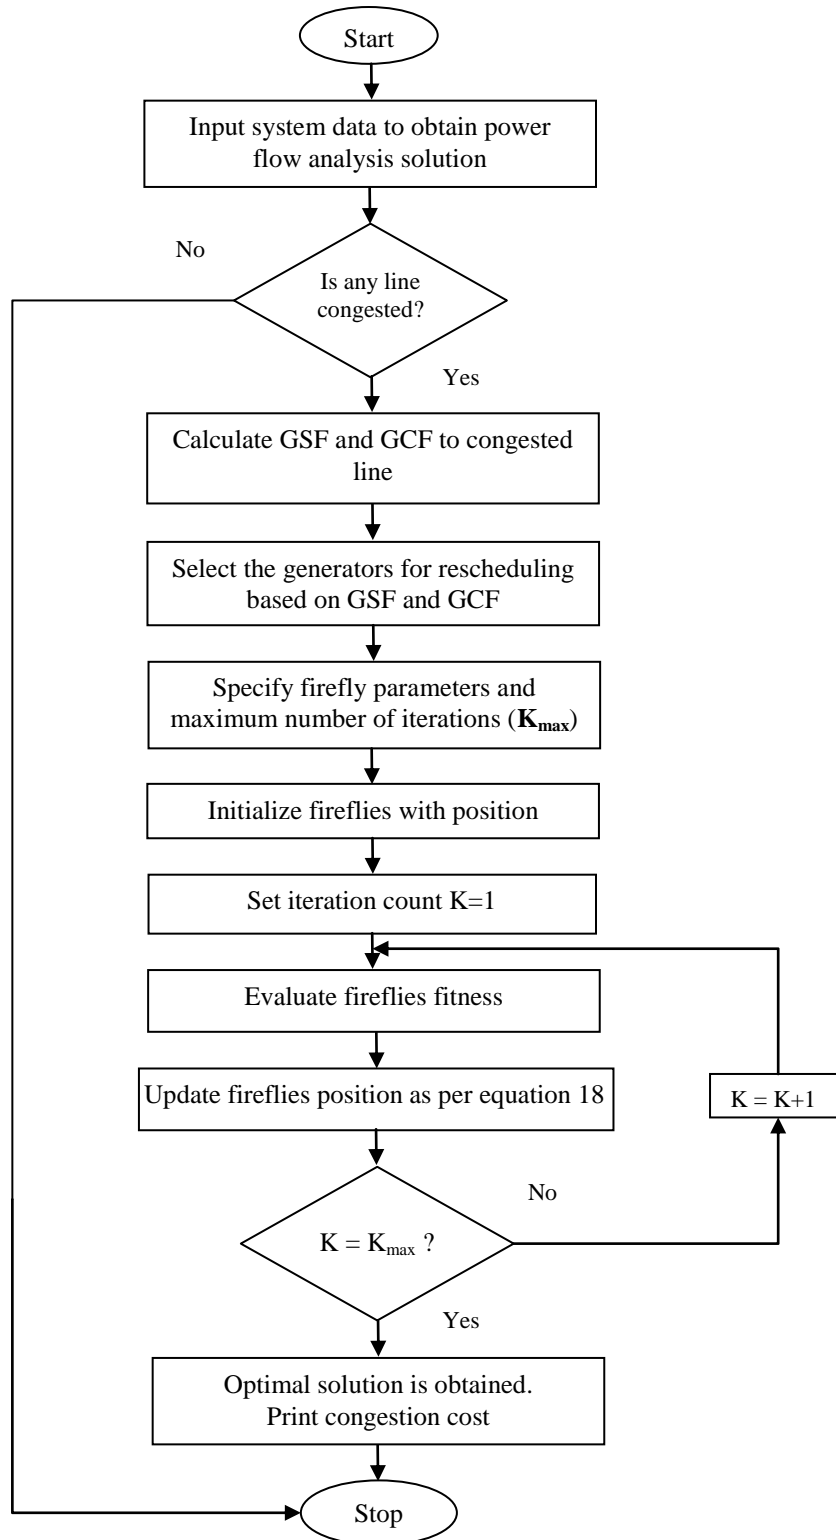 Start
Input system data to obtain power
flow analysis solution
No
Is any line
congested?
Yes
Calculate GSF and GCF to congested
line
Select the generators for rescheduling
based on GSF and GCF
Specify firefly parameters and
maximum number of iterations (Kmax)
Initialize fireflies with position
Set iteration count K=1
Evaluate fireflies fitness
Update fireflies position as per equation 18
K = K+1
No
K = Kmax ?
Yes
Optimal solution is obtained.
Print congestion cost
Stop